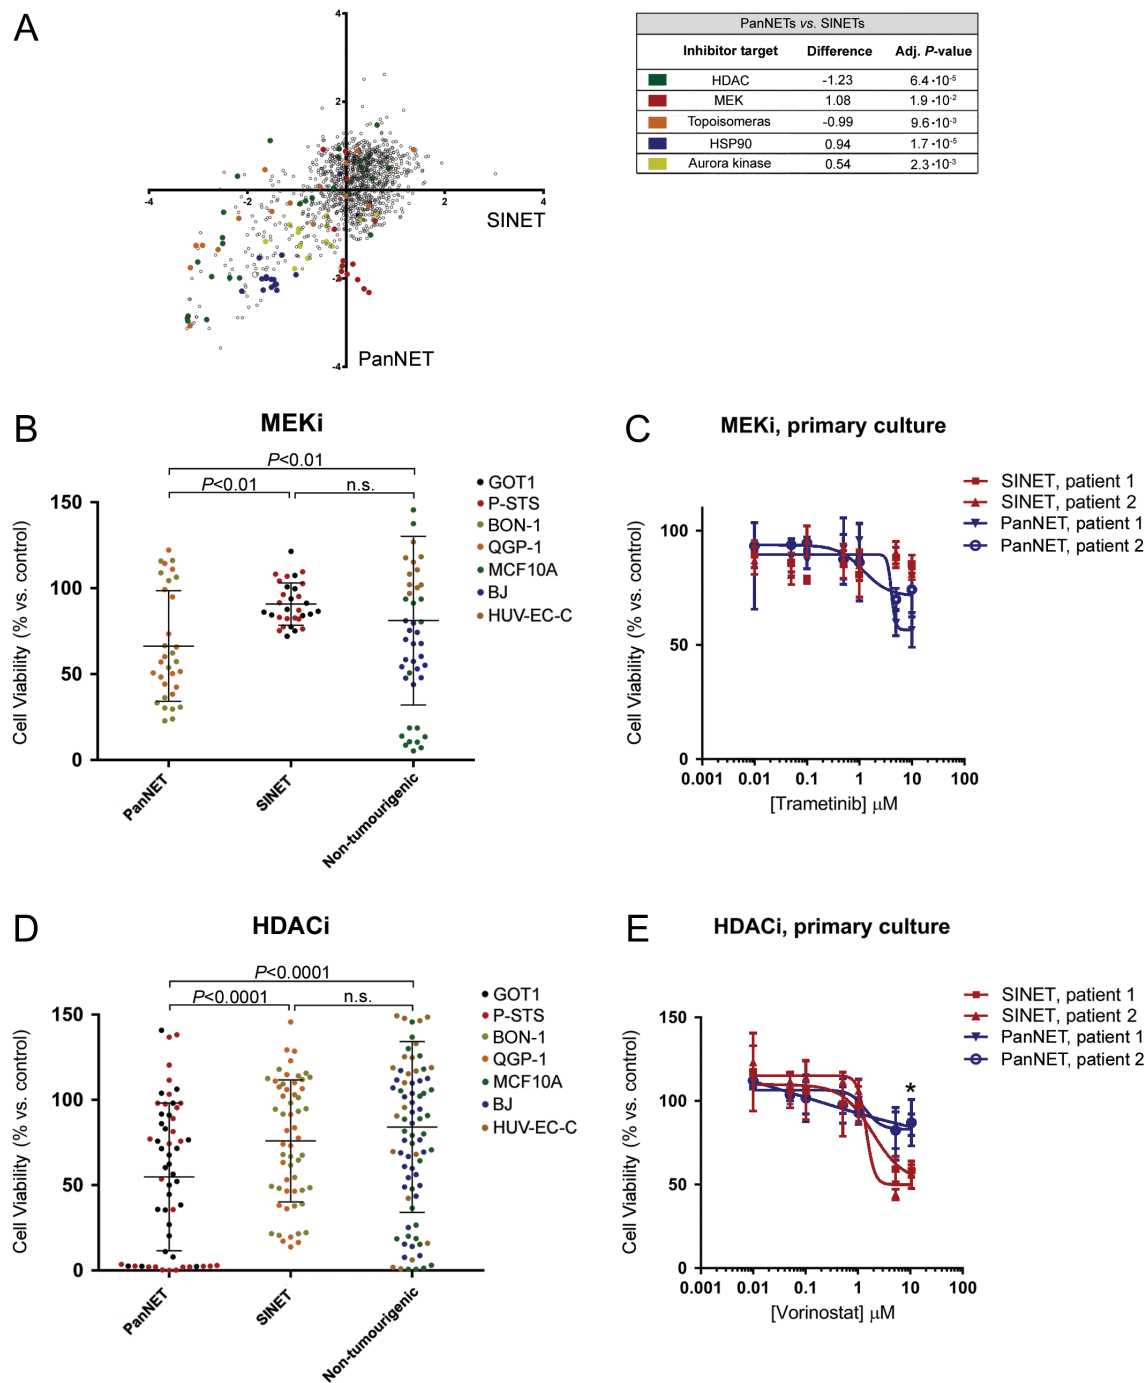 A
4
2
-4
-2
2
4
SINET
-2
-4
PanNET
PanNETs vs. SINETs
Inhibitor target Difference Adj. P-value
HDAC -1.23 6.4·10-5
MEK 1.08 1.9·10-2
Topoisomeras -0.99 9.6·10-3
HSP90 0.94 1.7·10-5
Aurora kinase 0.54 2.3·10-3
B
MEKi
P<0.01
P<0.01
n.s.
Cell Viability (% vs. control)
150
100
50
0
PanNET
SINET
Non-tumourigenic
GOT1
P-STS
BON-1
QGP-1
MCF10A
BJ
HUV-EC-C
C
MEKi, primary culture
Cell Viability (% vs. control)
100
50
0
0.001 0.01 0.1 1 10 100
[Trametinib] µM
SINET, patient 1
SINET, patient 2
PanNET, patient 1
PanNET, patient 2
D
HDACi
P<0.0001
P<0.0001
n.s.
Cell Viability (% vs. control)
150
100
50
0
PanNET
SINET
Non-tumourigenic
GOT1
P-STS
BON-1
QGP-1
MCF10A
BJ
HUV-EC-C
E
HDACi, primary culture
Cell Viability (% vs. control)
150
100
50
0
*
0.001 0.01 0.1 1 10 100
[Vorinostat] µM
SINET, patient 1
SINET, patient 2
PanNET, patient 1
PanNET, patient 2